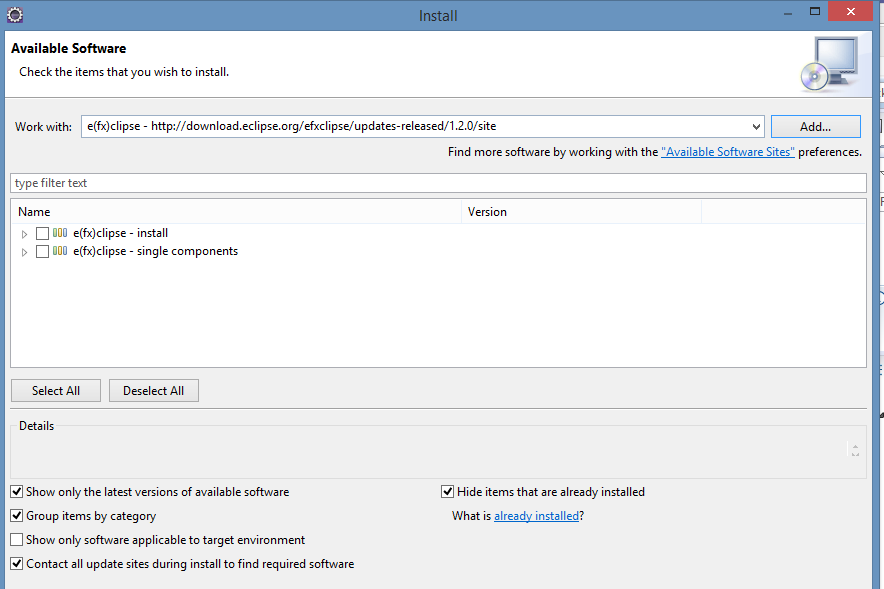 Install
Available Software
Check the items that you wish to install.
Work with: e(fx)clipse - http://download.eclipse.org/efxclipse/updates-released/1.2.0/site Add...
Find more software by working with the "Available Software Sites" preferences.
type filter text
Name Version
e(fx)clipse - install
e(fx)clipse - single components
Select All Deselect All
Details
Show only the latest versions of available software Hide items that are already installed
Group items by category What is already installed?
Show only software applicable to target environment
Contact all update sites during install to find required software